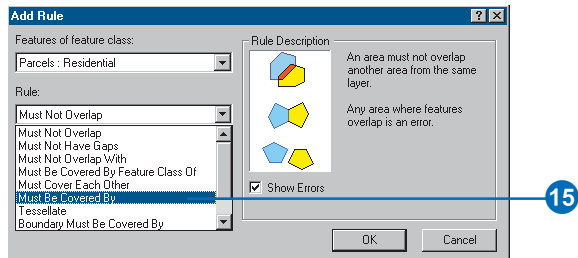 Add Rule
Features of feature class:
Parcels : Residential
Rule:
Must Not Overlap
Must Not Overlap
Must Not Have Gaps
Must Not Overlap With
Must Be Covered By Feature Class Of
Must Cover Each Other
Must Be Covered By
Tessellate
Boundary Must Be Covered By
Rule Description
An area must not overlap
another area from the same
layer.
Any area where features
overlap is an error.
Show Errors
OK
Cancel
15